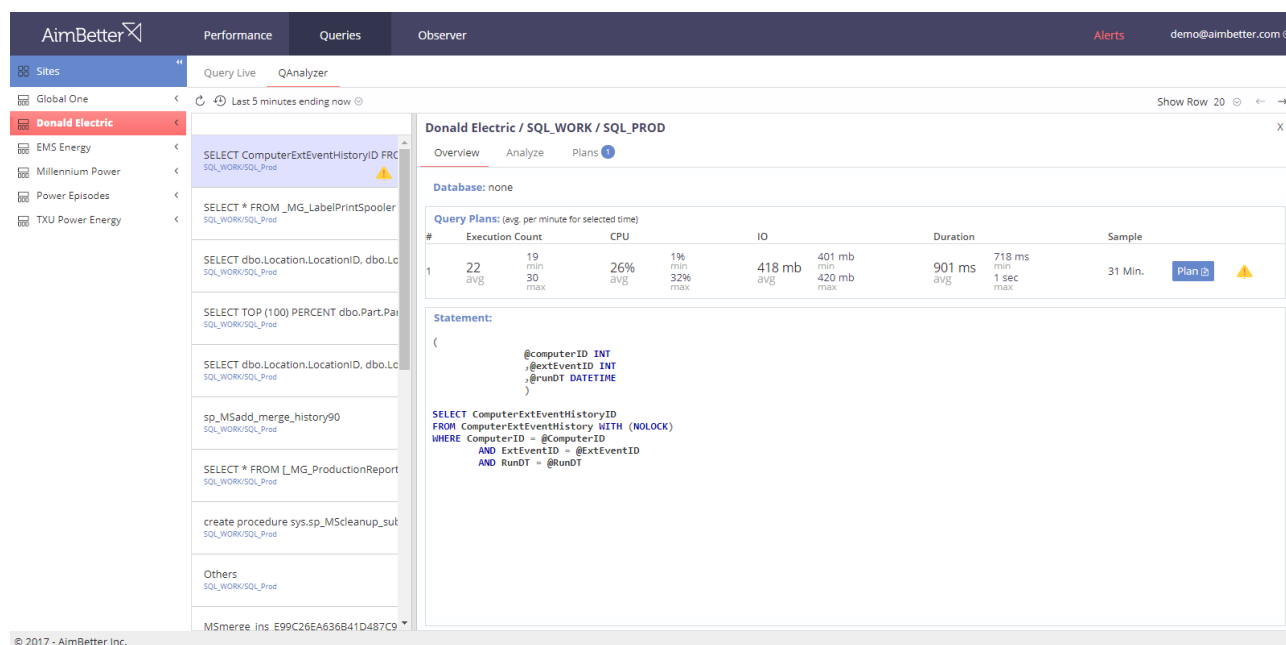 AimBetter
Performance Queries Observer Alerts demo@aimbetter.com
Sites
Global One
Donald Electric
EMS Energy
Millennium Power
Power Episodes
TXU Power Energy
Query Live QAnalyzer
Last 5 minutes ending now
Show Row 20
SELECT ComputerExtEventHistoryID FRO
SQL_WORK/SQL_Prod
SELECT * FROM _MG_LabelPrintSpooler
SQL_WORK/SQL_Prod
SELECT dbo.Location.LocationID, dbo.Lo
SQL_WORK/SQL_Prod
SELECT TOP (100) PERCENT dbo.Part.Par
SQL_WORK/SQL_Prod
SELECT dbo.Location.LocationID, dbo.Lo
SQL_WORK/SQL_Prod
sp_MSadd_merge_history90
SQL_WORK/SQL_Prod
SELECT * FROM [_MG_ProductionReport
SQL_WORK/SQL_Prod
create procedure sys.sp_MScleanup_sub
SQL_WORK/SQL_Prod
Others
SQL_WORK/SQL_Prod
MSmerge_ins_E99C26EA636B41D487C9
Donald Electric / SQL_WORK / SQL_PROD
X
Overview Analyze Plans 1
Database: none
Query Plans: (avg. per minute for selected time)
# Execution Count CPU IO Duration Sample
1 22 avg 19 min 30 max 26% avg 1% min 32% max 418 mb avg 401 mb min 420 mb max 901 ms avg 718 ms min 1 sec max 31 Min. Plan
Statement:
(
@computerID INT
,@extEventID INT
,@runDT DATETIME
)
SELECT ComputerExtEventHistoryID
FROM ComputerExtEventHistory WITH (NOLOCK)
WHERE ComputerID = @ComputerID
AND ExtEventID = @ExtEventID
AND RunDT = @RunDT
© 2017 - AimBetter Inc.